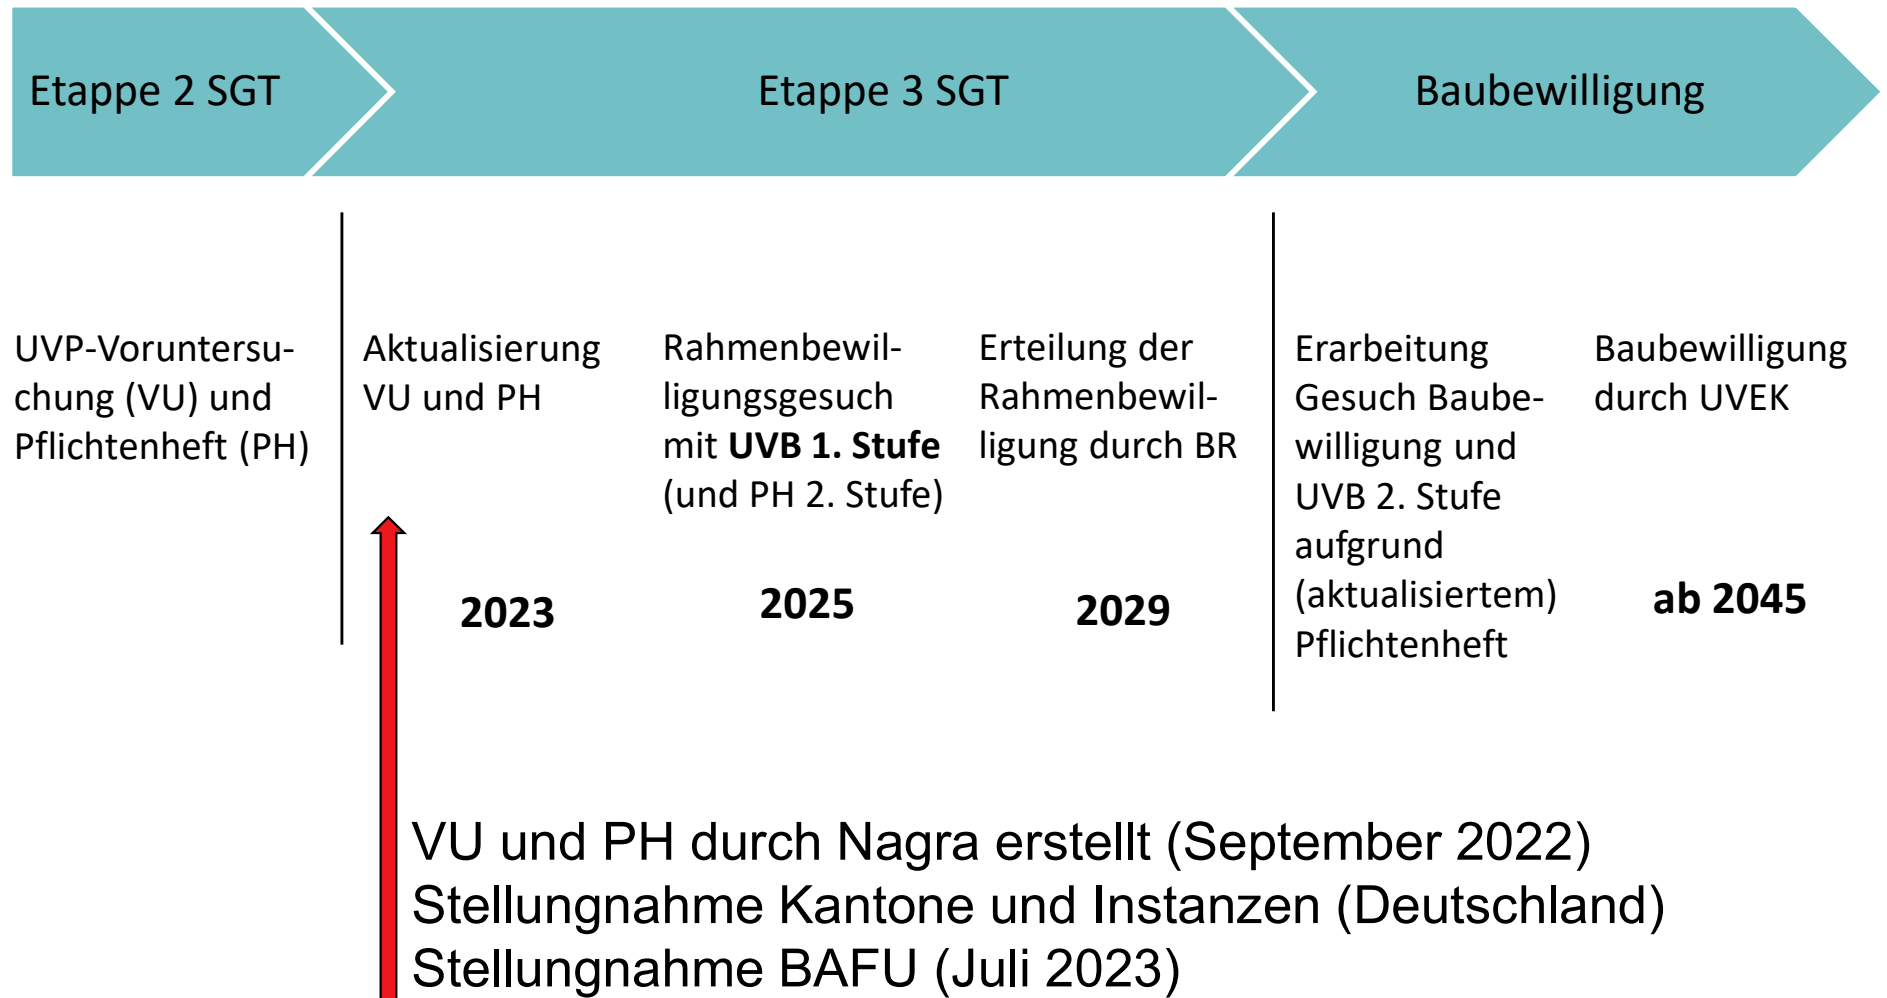 Etappe 2 SGT
Etappe 3 SGT
Baubewilligung
UVP-Voruntersu-
chung (VU) und
Pflichtenheft (PH)
Aktualisierung
VU und PH
2023
Rahmenbewil-
ligungsgesuch
mit UVB 1. Stufe
(und PH 2. Stufe)
2025
Erteilung der
Rahmenbewil-
ligung durch BR
2029
Erarbeitung
Gesuch Baube-
willigung und
UVB 2. Stufe
aufgrund
(aktualisiertem)
Pflichtenheft
Baubewilligung
durch UVEK
ab 2045
VU und PH durch Nagra erstellt (September 2022)
Stellungnahme Kantone und Instanzen (Deutschland)
Stellungnahme BAFU (Juli 2023)